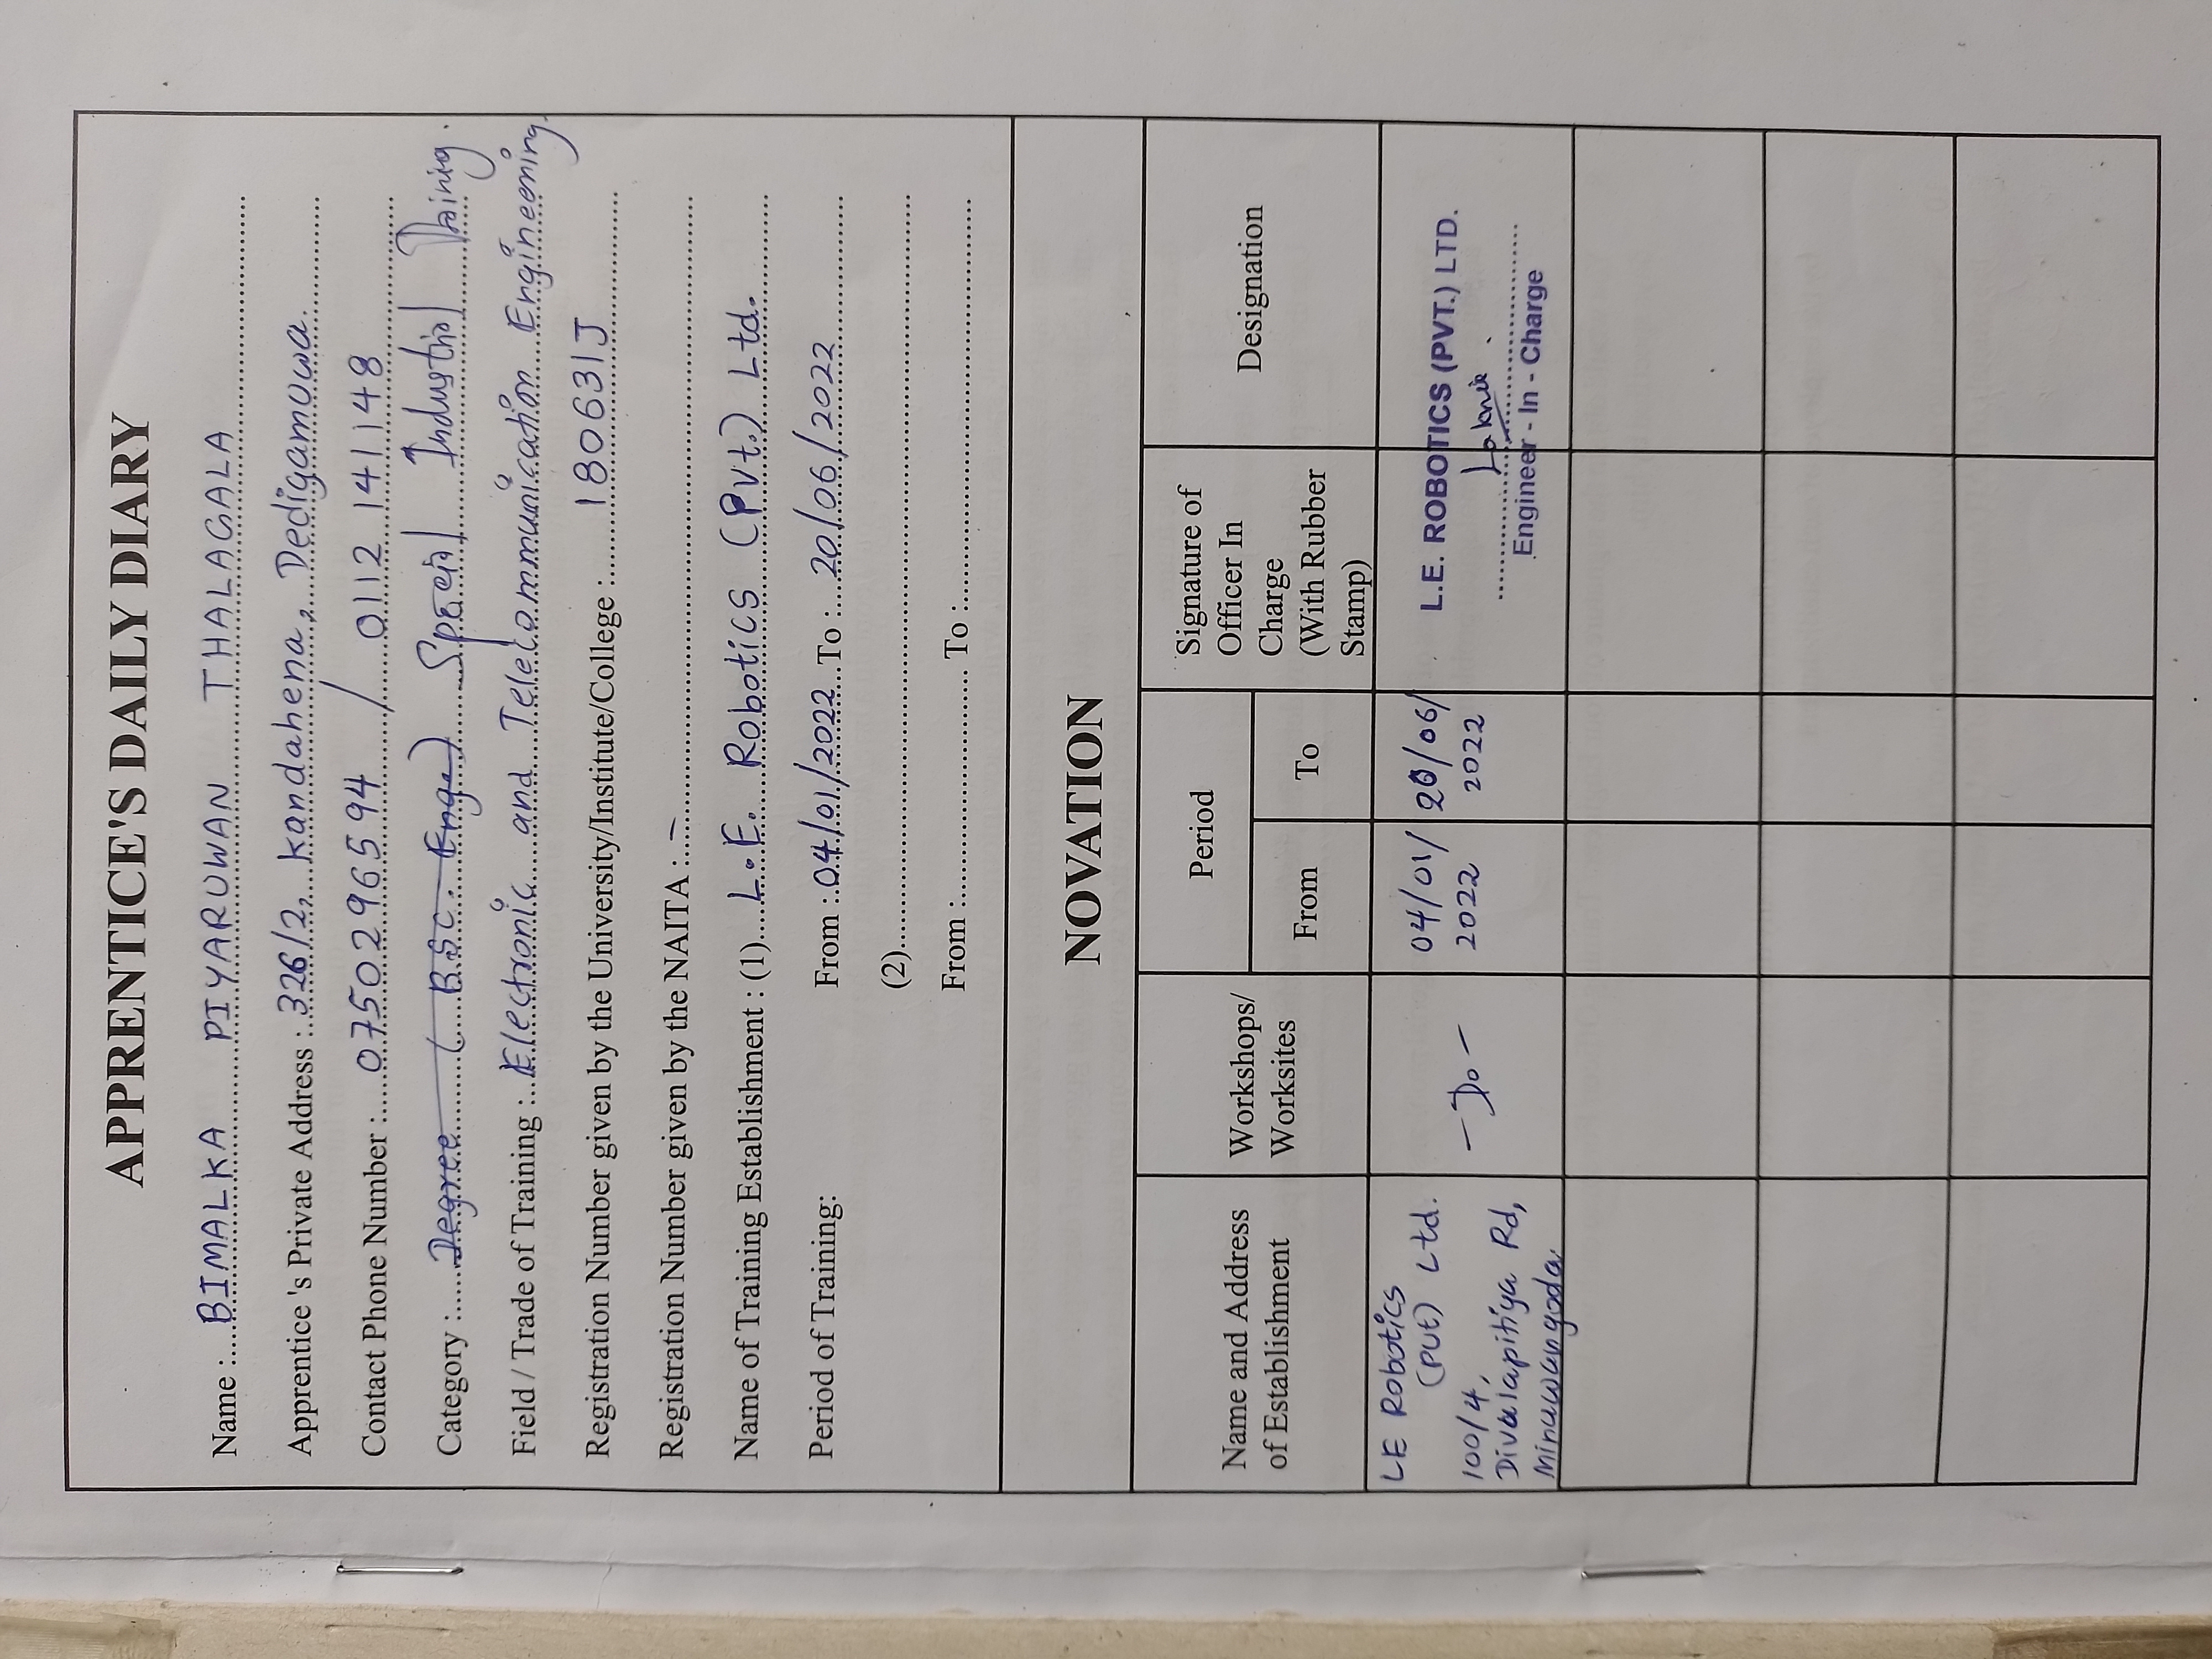 APPRENTICE'S DAILY DIARY
Name :.... BIMALKA PIYARUWAN THALAGALA
Apprentice 's Private Address : 326/2, Kandahena, Dedigamuwa.
Contact Phone Number :.... 0750296594 / 0112 141148
Category :..... Degree ( B.Sc. Eng.) Special Industrial Training.
Field / Trade of Training :.. Electronic and Telecommunication Engineering.
Registration Number given by the University/Institute/College :....... 180631J
Registration Number given by the NAITA :.. –
Name of Training Establishment : (1).... L.E. Robotics (Pvt.) Ltd.
Period of Training: From : 04/01/2022 To : 20/06/2022
(2)....
From :.... To :....
NOVATION
Name and Address
of Establishment
Workshops/
Worksites
Period
From
To
Signature of
Officer In
Charge
(With Rubber
Stamp)
Designation
LE Robotics
(Pvt) Ltd.
100/4,
Divulapitiya Rd,
Minuwangoda.
– Do –
04/01/
2022
20/06/
2022
L.E. ROBOTICS (PVT.) LTD.
Engineer - In - Charge